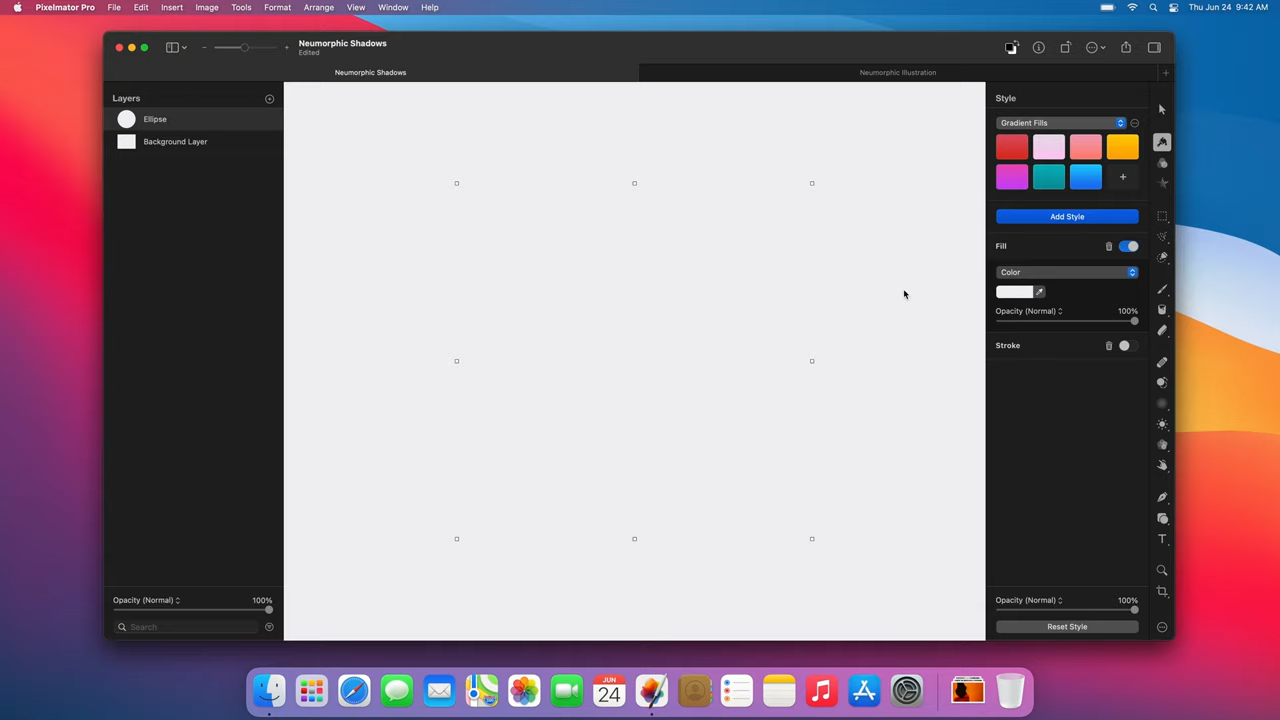 Pixelmator Pro File Edit Insert Image Tools Format Arrange View Window Help Thu Jun 24 9:42 AM
Neumorphic Shadows
Edited
Neumorphic Shadows Neumorphic Illustration
Layers
Ellipse
Background Layer
Opacity (Normal) 100%
Search
Style
Gradient Fills
Add Style
Fill
Color
Opacity (Normal) 100%
Stroke
Opacity (Normal) 100%
Reset Style
JUN
24